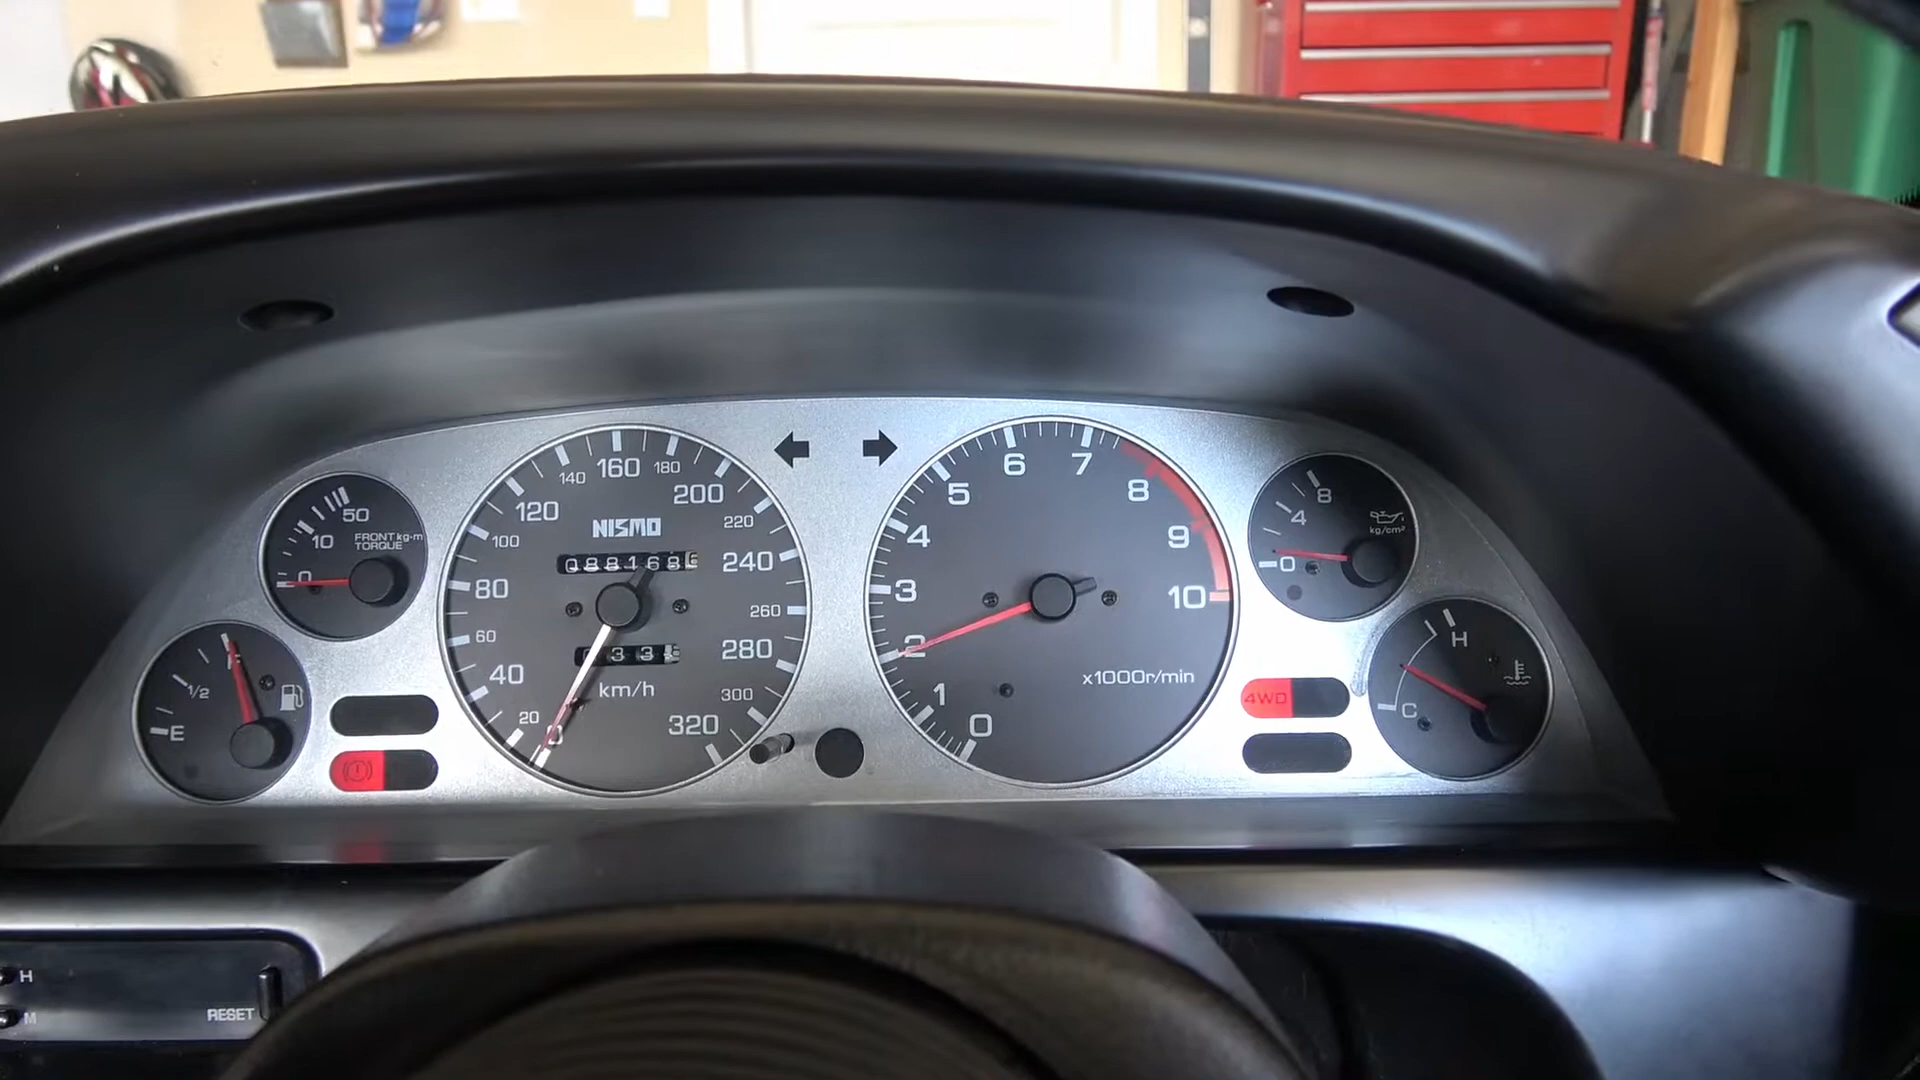 50
10
0
FRONT kg·m
TORQUE
F
1/2
E
0
20
40
60
80
100
120
140
160
180
200
220
240
260
280
300
320
NISMO
km/h
0
1
2
3
4
5
6
7
8
9
10
x1000r/min
8
4
0
kg/cm²
4WD
H
C
H
M
RESET